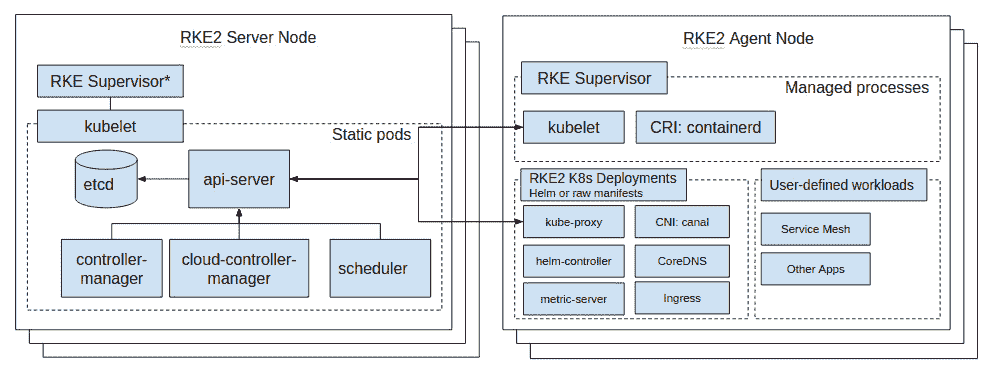 RKE2 Server Node
RKE Supervisor*
kubelet
Static pods
etcd
api-server
controller-
manager
cloud-controller-
manager
scheduler
RKE2 Agent Node
RKE Supervisor
Managed processes
kubelet
CRI: containerd
RKE2 K8s Deployments
Helm or raw manifests
kube-proxy
CNI: canal
helm-controller
CoreDNS
metric-server
Ingress
User-defined workloads
Service Mesh
Other Apps